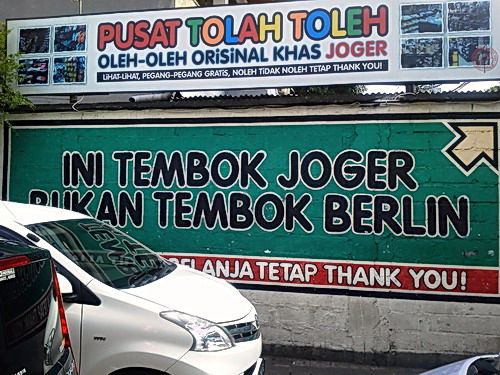 PUSAT TOLAH TOLEH
OLEH-OLEH ORiSiNAL KHAS JOGER
LiHAT-LiHAT, PEGANG-PEGANG GRATiS, NOLEH TiDAK NOLEH TETAP THANK YOU!
INI TEMBOK JOGER
BUKAN TEMBOK BERLIN
BELANJA TETAP THANK YOU!